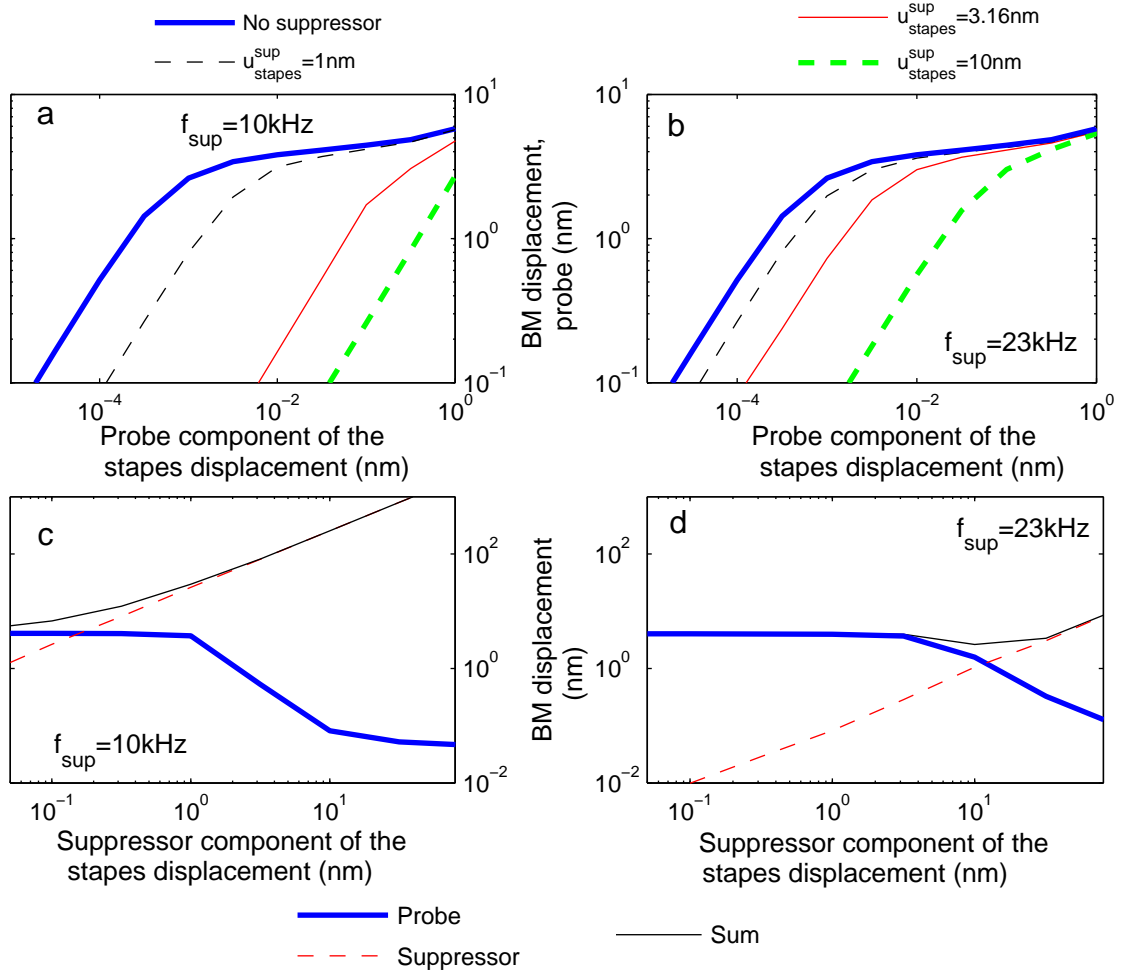 No suppressor
u^sup_stapes=1nm
u^sup_stapes=3.16nm
u^sup_stapes=10nm
a
f_sup=10kHz
10^1
10^0
10^-1
10^-4
10^-2
10^0
Probe component of the
stapes displacement (nm)
BM displacement,
probe (nm)
b
f_sup=23kHz
10^1
10^0
10^-1
10^-4
10^-2
10^0
Probe component of the
stapes displacement (nm)
c
f_sup=10kHz
10^2
10^0
10^-2
10^-1
10^0
10^1
Suppressor component of the
stapes displacement (nm)
BM displacement
(nm)
d
f_sup=23kHz
10^2
10^0
10^-2
10^-1
10^0
10^1
Suppressor component of the
stapes displacement (nm)
Probe
Suppressor
Sum